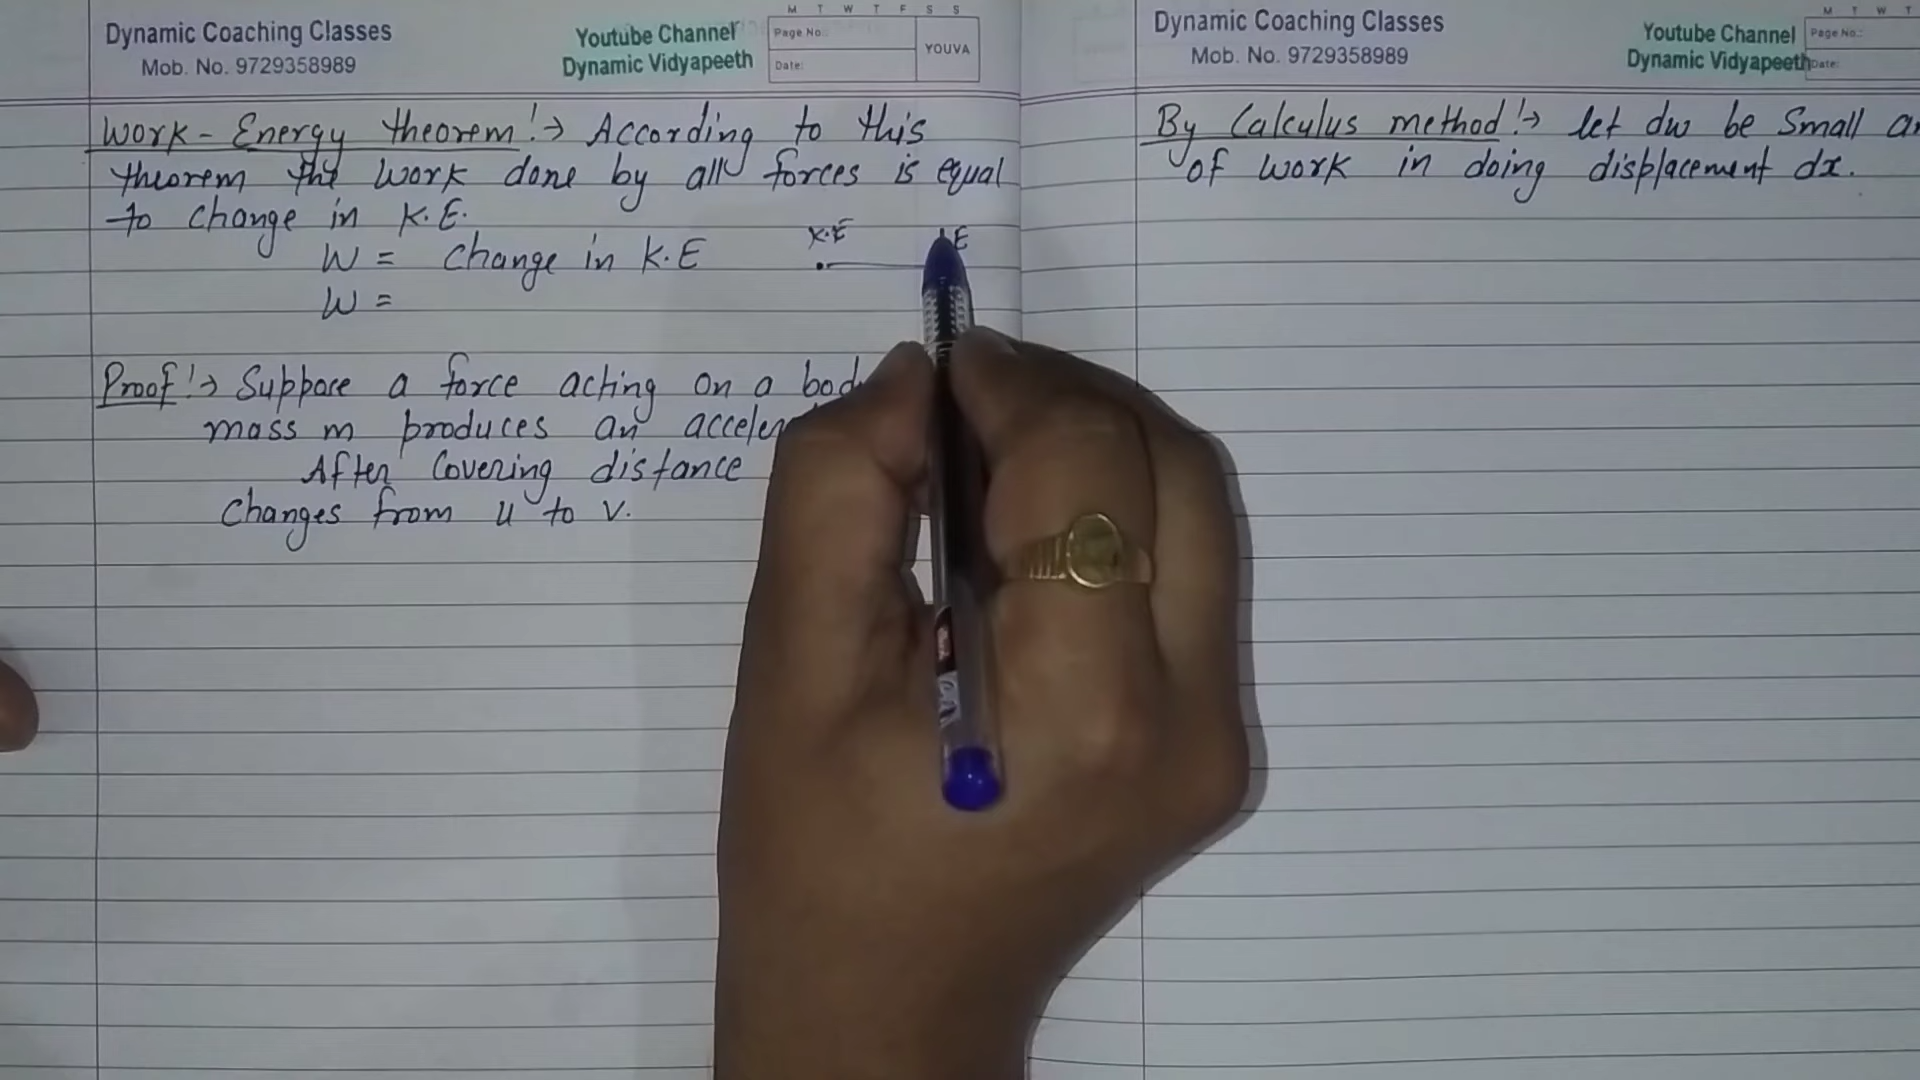 Dynamic Coaching Classes
Mob. No. 9729358989
Youtube Channel
Dynamic Vidyapeeth
M T W T F S S
Page No.:
Date:
YOUVA
Work - Energy theorem :→ According to this
theorem the work done by all forces is equal
to change in K.E.
W = Change in K.E
W =
K.E
E
Proof :→ Suppose a force acting on a
mass m produces an
After Covering distance
Changes from u to v.
Dynamic Coaching Classes
Mob. No. 9729358989
Youtube Channel
Dynamic Vidyapeeth
M T W T
Page No.:
Date:
By Calculus method :→ let dw be Small
of work in doing displacement dx.